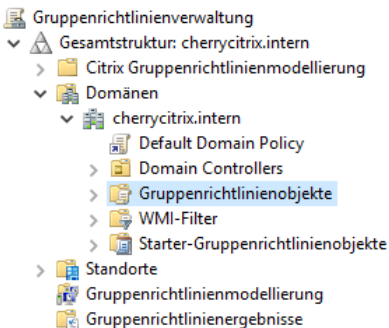 Gruppenrichtlinienverwaltung
Gesamtstruktur: cherrycitrix.intern
Citrix Gruppenrichtlinienmodellierung
Domänen
cherrycitrix.intern
Default Domain Policy
Domain Controllers
Gruppenrichtlinienobjekte
WMI-Filter
Starter-Gruppenrichtlinienobjekte
Standorte
Gruppenrichtlinienmodellierung
Gruppenrichtlinienergebnisse